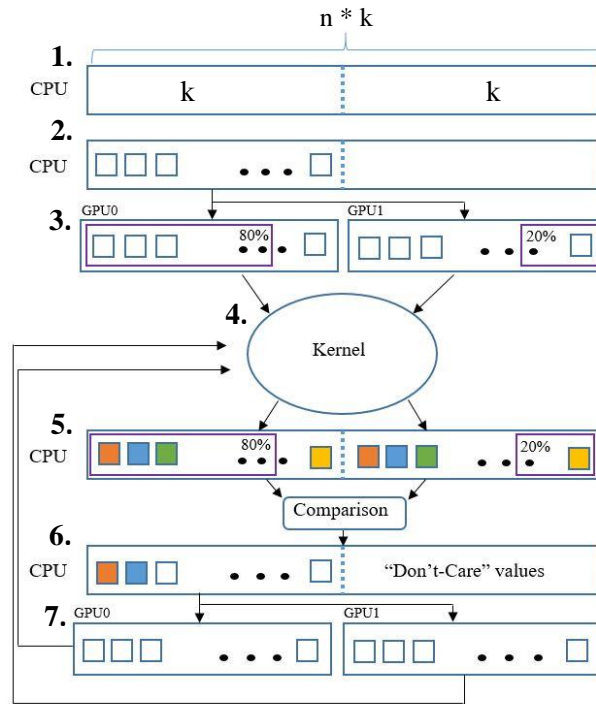 n * k
1.
CPU
k
k
2.
CPU
GPU0
GPU1
3.
80%
20%
4.
Kernel
5.
CPU
80%
20%
Comparison
6.
CPU
“Don’t-Care” values
7.
GPU0
GPU1